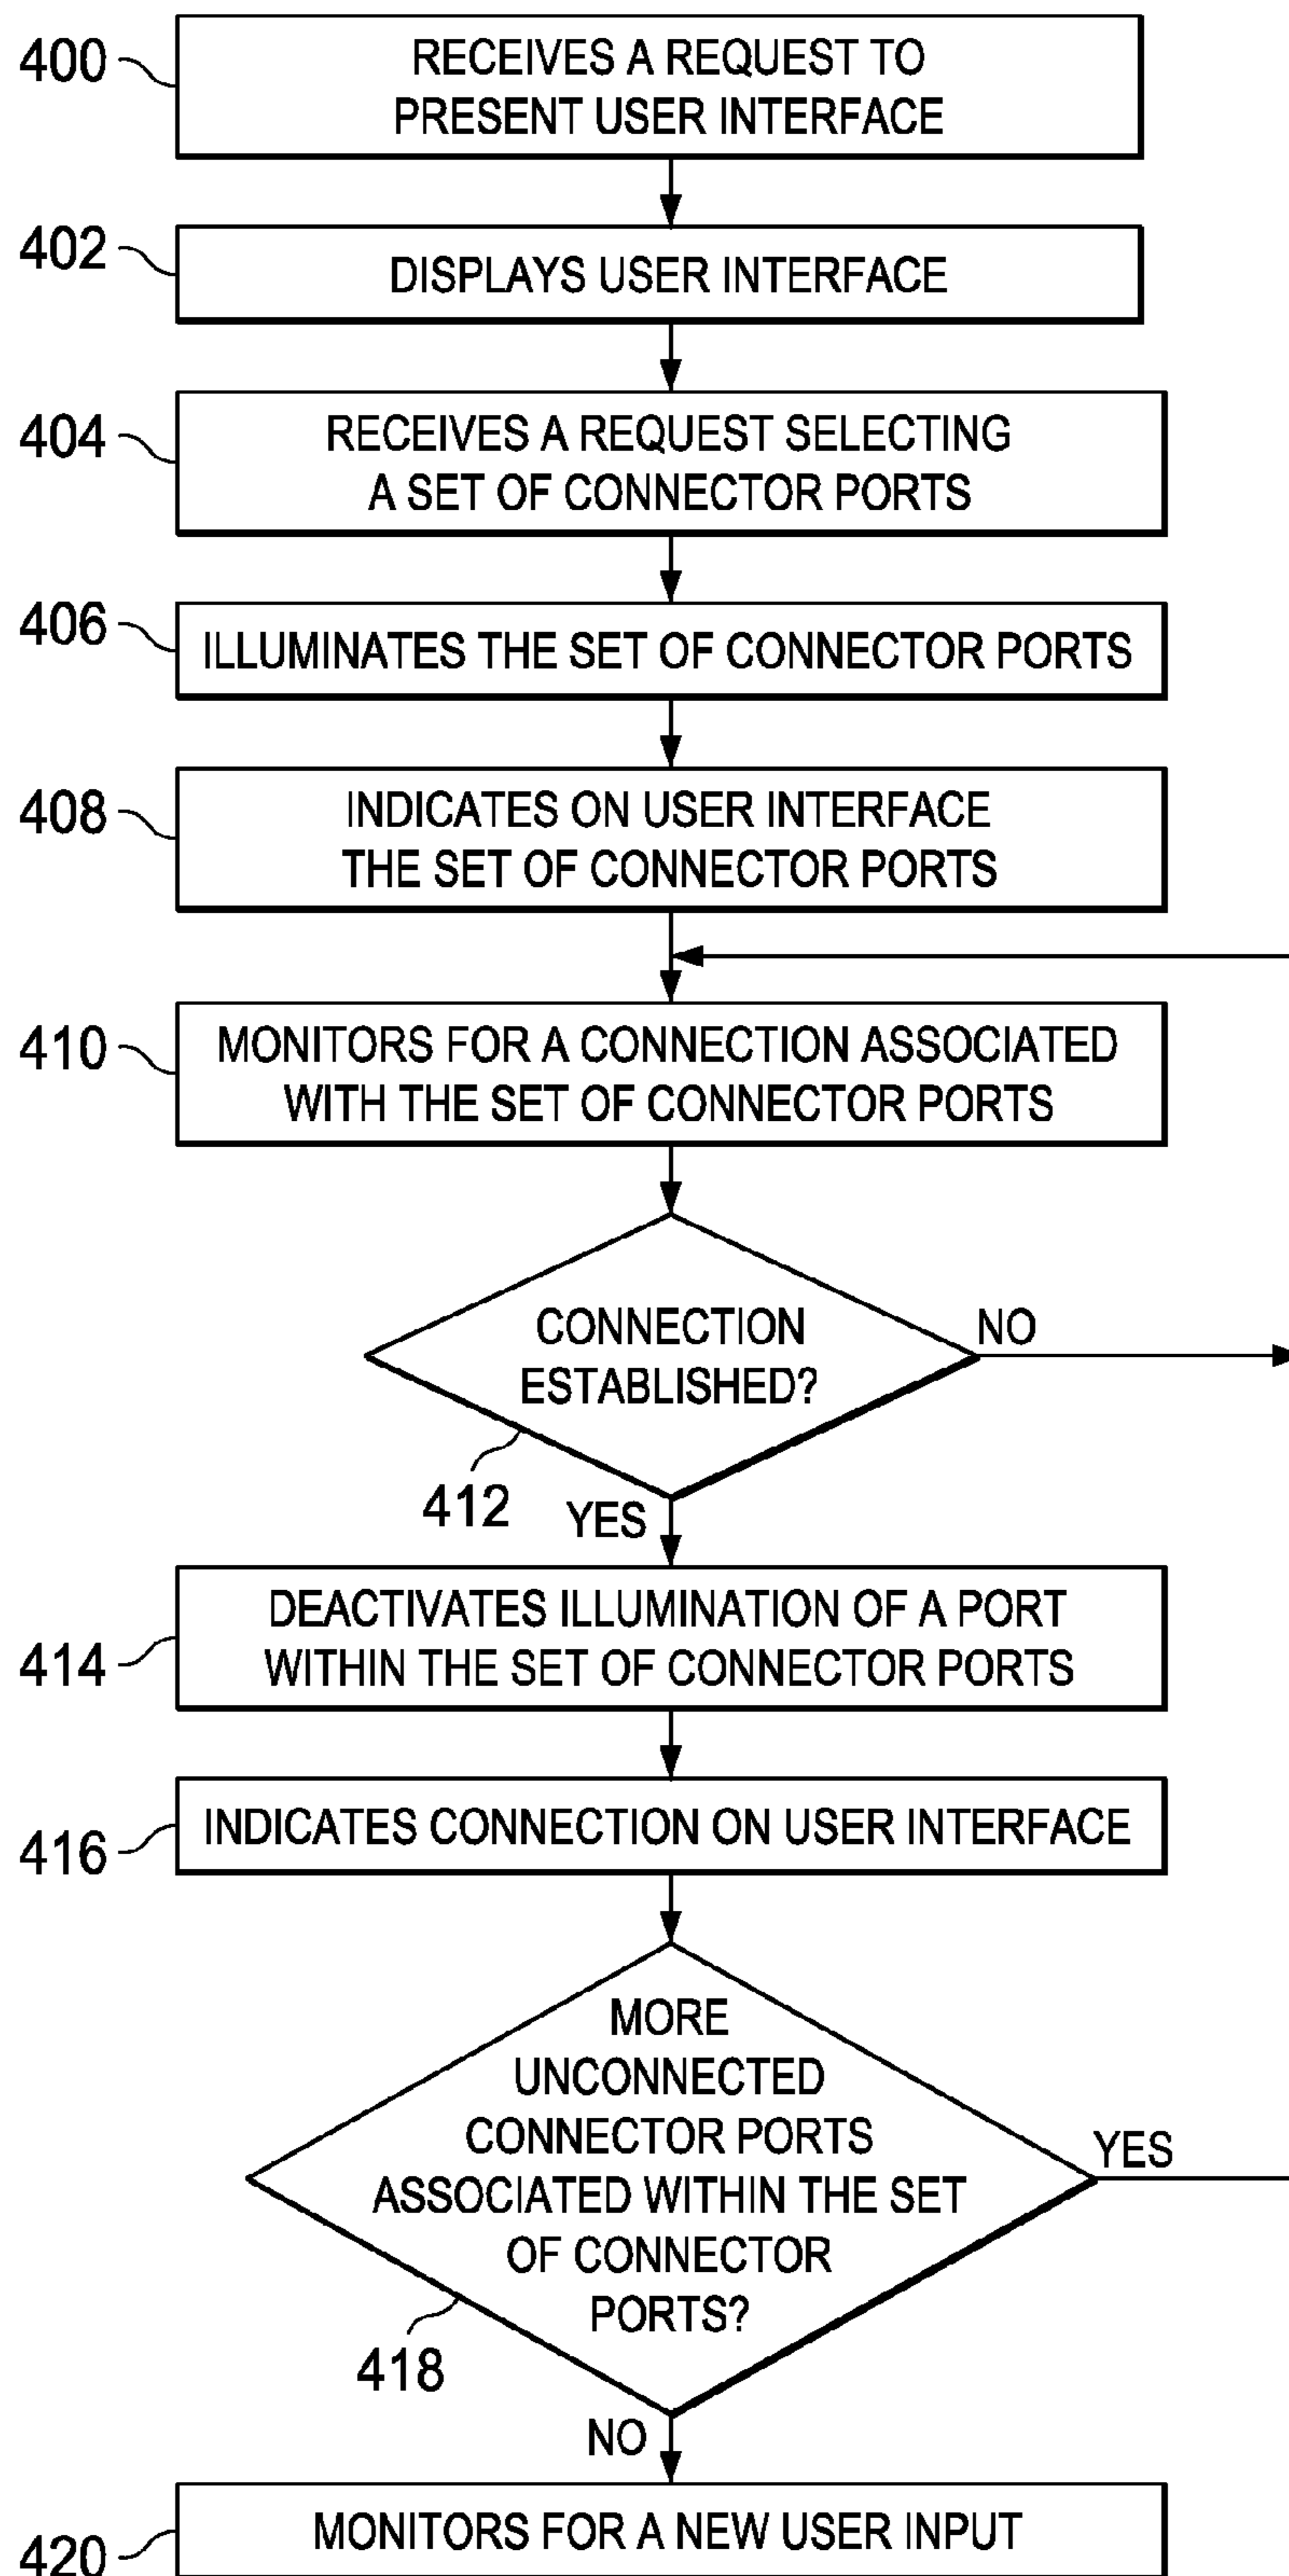 400
RECEIVES A REQUEST TO
PRESENT USER INTERFACE
402
DISPLAYS USER INTERFACE
404
RECEIVES A REQUEST SELECTING
A SET OF CONNECTOR PORTS
406
ILLUMINATES THE SET OF CONNECTOR PORTS
408
INDICATES ON USER INTERFACE
THE SET OF CONNECTOR PORTS
410
MONITORS FOR A CONNECTION ASSOCIATED
WITH THE SET OF CONNECTOR PORTS
CONNECTION
ESTABLISHED?
NO
412
YES
DEACTIVATES ILLUMINATION OF A PORT
WITHIN THE SET OF CONNECTOR PORTS
414
INDICATES CONNECTION ON USER INTERFACE
416
MORE
UNCONNECTED
CONNECTOR PORTS
ASSOCIATED WITHIN THE SET
OF CONNECTOR
PORTS?
YES
418
NO
MONITORS FOR A NEW USER INPUT
420